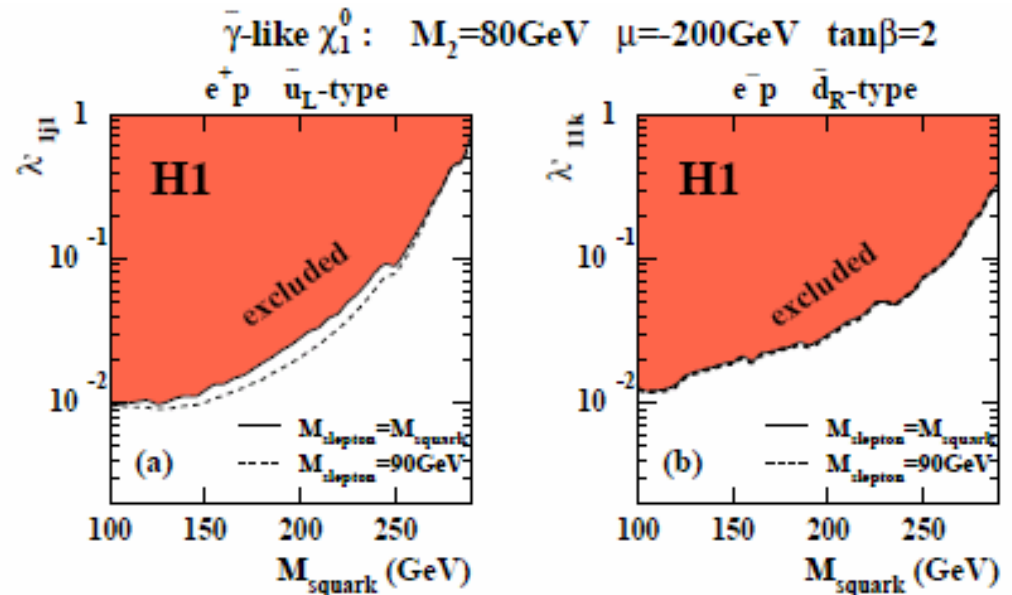 γ̄-like χ₁⁰ : M₂=80GeV μ=-200GeV tanβ=2
e⁺p ū_L-type
e⁻p d̄_R-type
λ'₁ⱼ₁
1
10⁻¹
10⁻²
H1
excluded
M_slepton=M_squark
M_slepton=90GeV
(a)
100 150 200 250
M_squark (GeV)
λ'₁₁ₖ
1
10⁻¹
10⁻²
H1
excluded
M_slepton=M_squark
M_slepton=90GeV
(b)
100 150 200 250
M_squark (GeV)